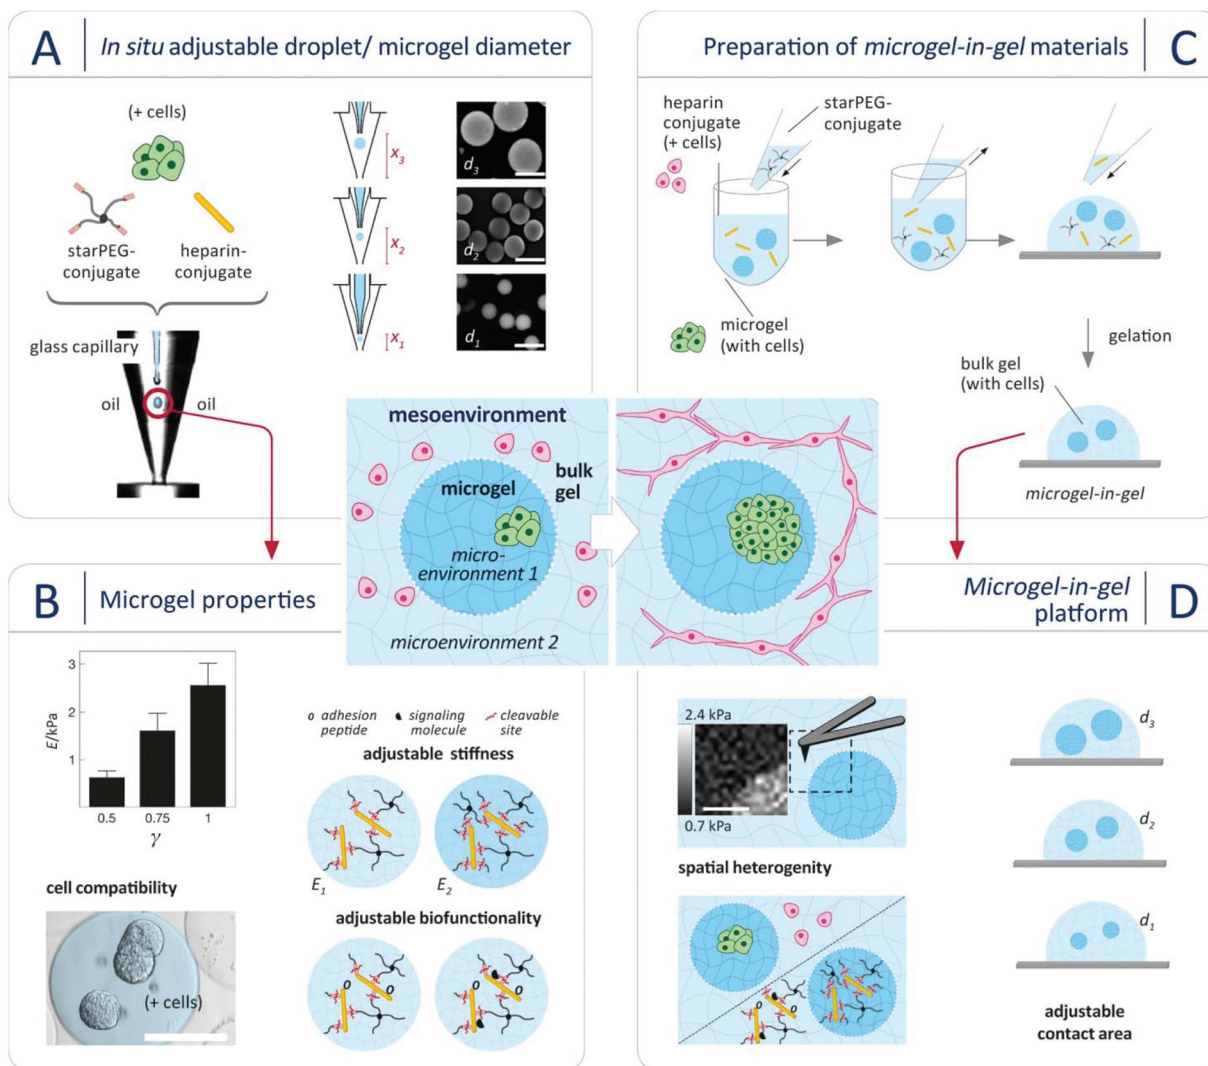 A
In situ adjustable droplet/ microgel diameter
(+ cells)
starPEG-
conjugate
heparin-
conjugate
glass capillary
oil
oil
x3
x2
x1
d3
d2
d1
Preparation of microgel-in-gel materials
C
heparin
conjugate
(+ cells)
starPEG-
conjugate
microgel
(with cells)
gelation
bulk gel
(with cells)
microgel-in-gel
mesoenvironment
bulk
gel
microgel
micro-
environment 1
microenvironment 2
B
Microgel properties
3
2
1
E/kPa
0.5
0.75
1
γ
cell compatibility
(+ cells)
adhesion
peptide
signaling
molecule
cleavable
site
adjustable stiffness
E1
E2
adjustable biofunctionality
o
o
o
o
Microgel-in-gel
platform
D
2.4 kPa
0.7 kPa
spatial heterogenity
o
o
d3
d2
d1
adjustable
contact area